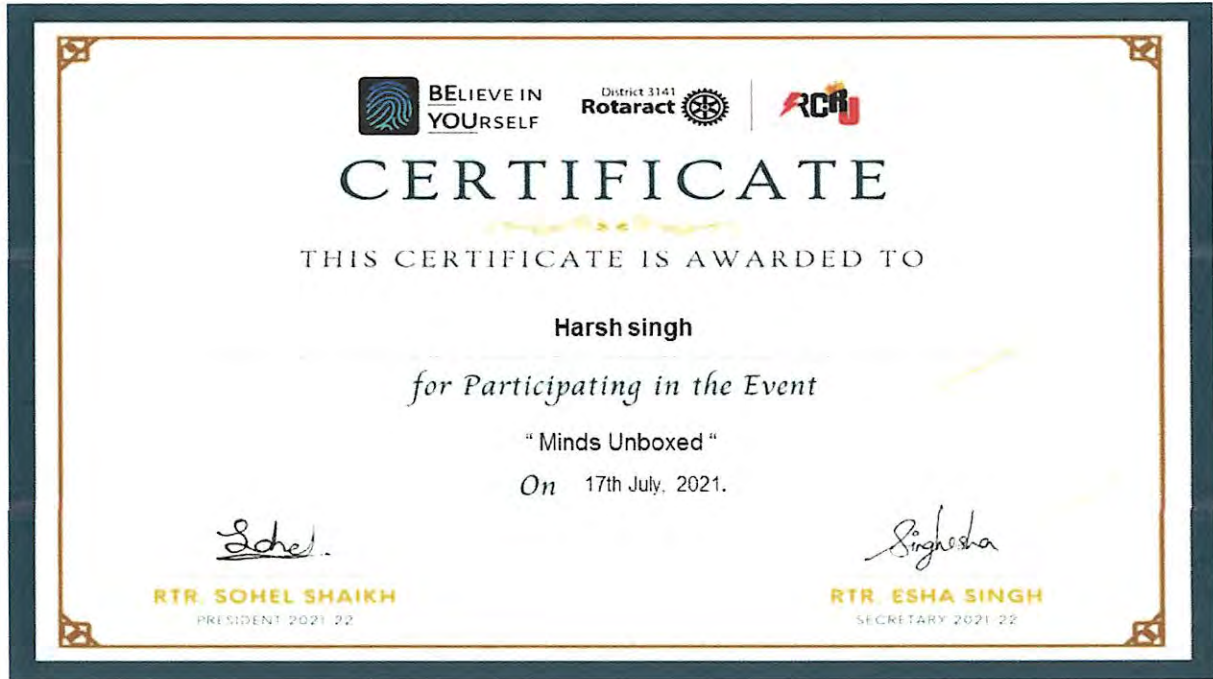 BELIEVE IN
YOURSELF
District 3141
Rotaract
RCRU
CERTIFICATE
THIS CERTIFICATE IS AWARDED TO
Harsh singh
for Participating in the Event
“ Minds Unboxed “
On 17th July, 2021.
Sohel.
Singhesha
RTR. SOHEL SHAIKH
RTR. ESHA SINGH
PRESIDENT 2021-22
SECRETARY 2021-22